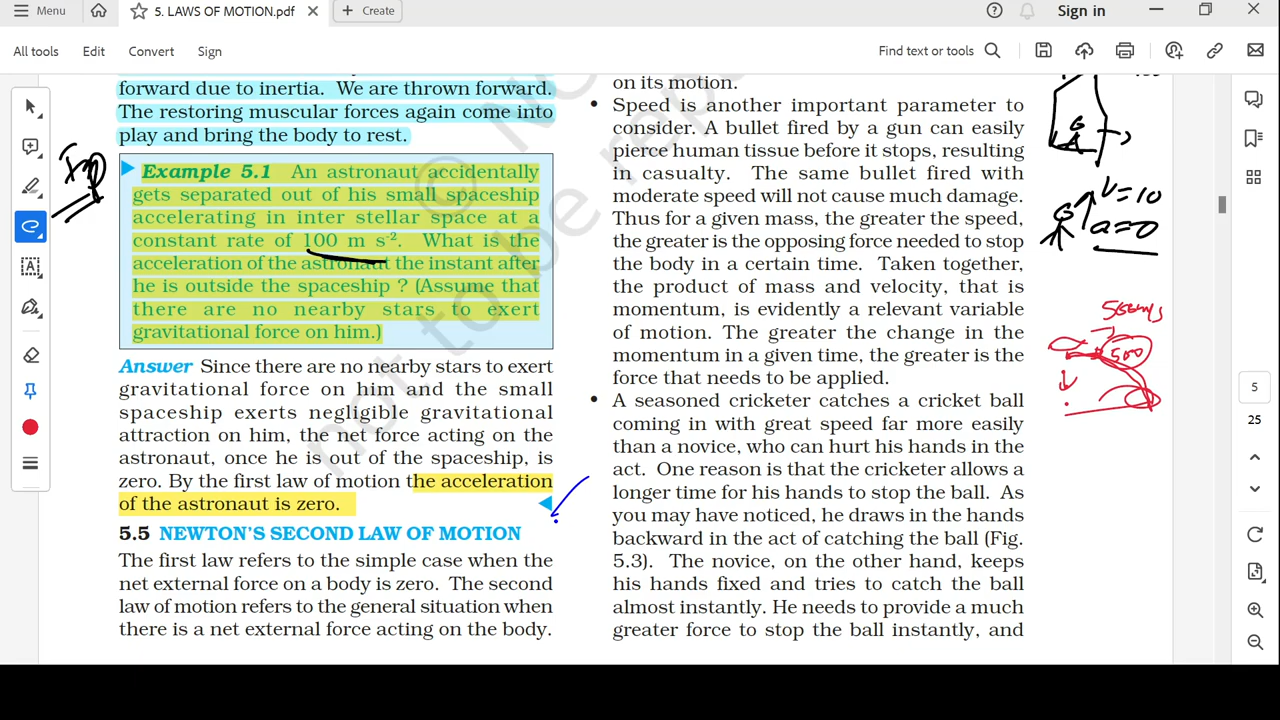 Menu
5. LAWS OF MOTION.pdf
Create
Sign in
All tools
Edit
Convert
Sign
Find text or tools
forward due to inertia. We are thrown forward.
The restoring muscular forces again come into
play and bring the body to rest.
Imp
Example 5.1 An astronaut accidentally
gets separated out of his small spaceship
accelerating in inter stellar space at a
constant rate of 100 m s-2. What is the
acceleration of the astronaut the instant after
he is outside the spaceship ? (Assume that
there are no nearby stars to exert
gravitational force on him.)
Answer Since there are no nearby stars to exert
gravitational force on him and the small
spaceship exerts negligible gravitational
attraction on him, the net force acting on the
astronaut, once he is out of the spaceship, is
zero. By the first law of motion the acceleration
of the astronaut is zero.
5.5 NEWTON'S SECOND LAW OF MOTION
The first law refers to the simple case when the
net external force on a body is zero. The second
law of motion refers to the general situation when
there is a net external force acting on the body.
on its motion.
• Speed is another important parameter to
consider. A bullet fired by a gun can easily
pierce human tissue before it stops, resulting
in casualty. The same bullet fired with
moderate speed will not cause much damage.
Thus for a given mass, the greater the speed,
the greater is the opposing force needed to stop
the body in a certain time. Taken together,
the product of mass and velocity, that is
momentum, is evidently a relevant variable
of motion. The greater the change in the
momentum in a given time, the greater is the
force that needs to be applied.
• A seasoned cricketer catches a cricket ball
coming in with great speed far more easily
than a novice, who can hurt his hands in the
act. One reason is that the cricketer allows a
longer time for his hands to stop the ball. As
you may have noticed, he draws in the hands
backward in the act of catching the ball (Fig.
5.3). The novice, on the other hand, keeps
his hands fixed and tries to catch the ball
almost instantly. He needs to provide a much
greater force to stop the ball instantly, and
V=10
a=0
500
5
25
not to be re